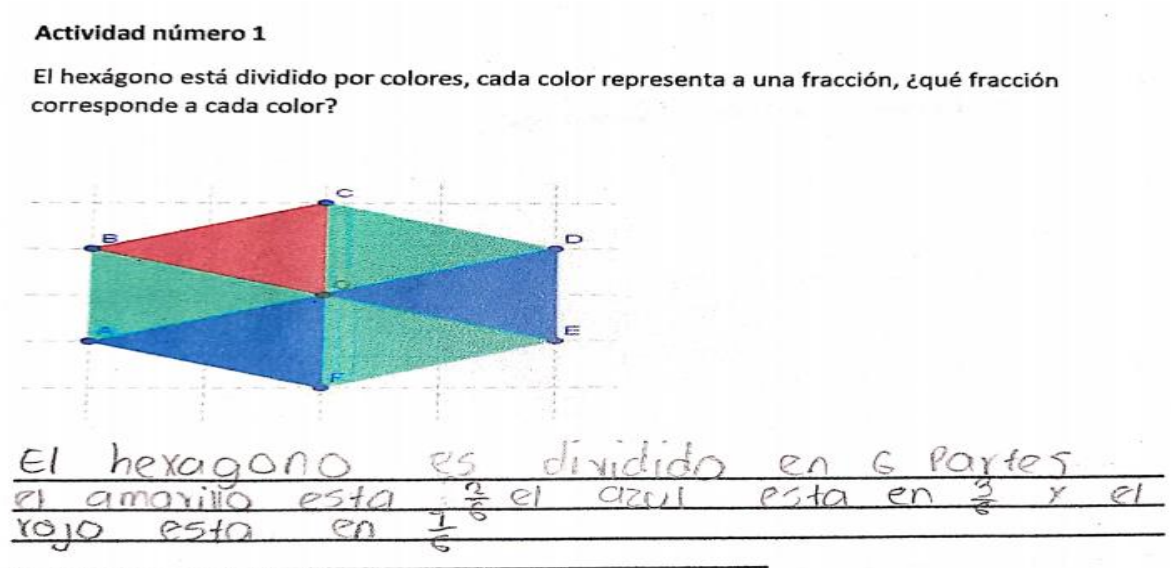 Actividad número 1
El hexágono está dividido por colores, cada color representa a una fracción, ¿qué fracción
corresponde a cada color?
C
B
D
O
A
E
F
El hexagono es dividido en 6 Partes
el amarillo esta 2/6 el azul esta en 3/6 y el
rojo esta en 1/6